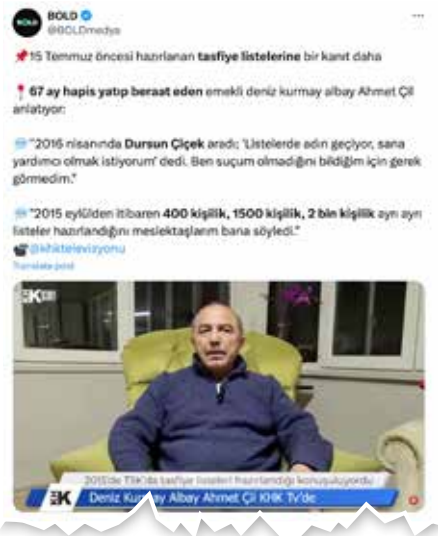 BOLD
@BOLDmedya
15 Temmuz öncesi hazırlanan tasfiye listelerine bir kanıt daha
67 ay hapis yatıp beraat eden emekli deniz kurmay albay Ahmet Çil
anlatıyor:
"2016 nisanında Dursun Çiçek aradı; 'Listelerde adın geçiyor, sana
yardımcı olmak istiyorum' dedi. Ben suçum olmadığını bildiğim için gerek
görmedim."
"2015 eylülden itibaren 400 kişilik, 1500 kişilik, 2 bin kişilik ayrı ayrı
listeler hazırlandığını meslektaşlarım bana söyledi."
@khktelevizyonu
Translate post
2015'de TSK'da tasfiye listeleri hazırlandığı konuşuluyordu
Deniz Kurmay Albay Ahmet Çil KHK Tv'de